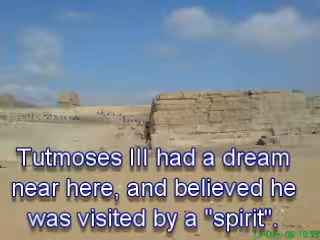 Tutmoses III had a dream
near here, and believed he
was visited by a "spirit".